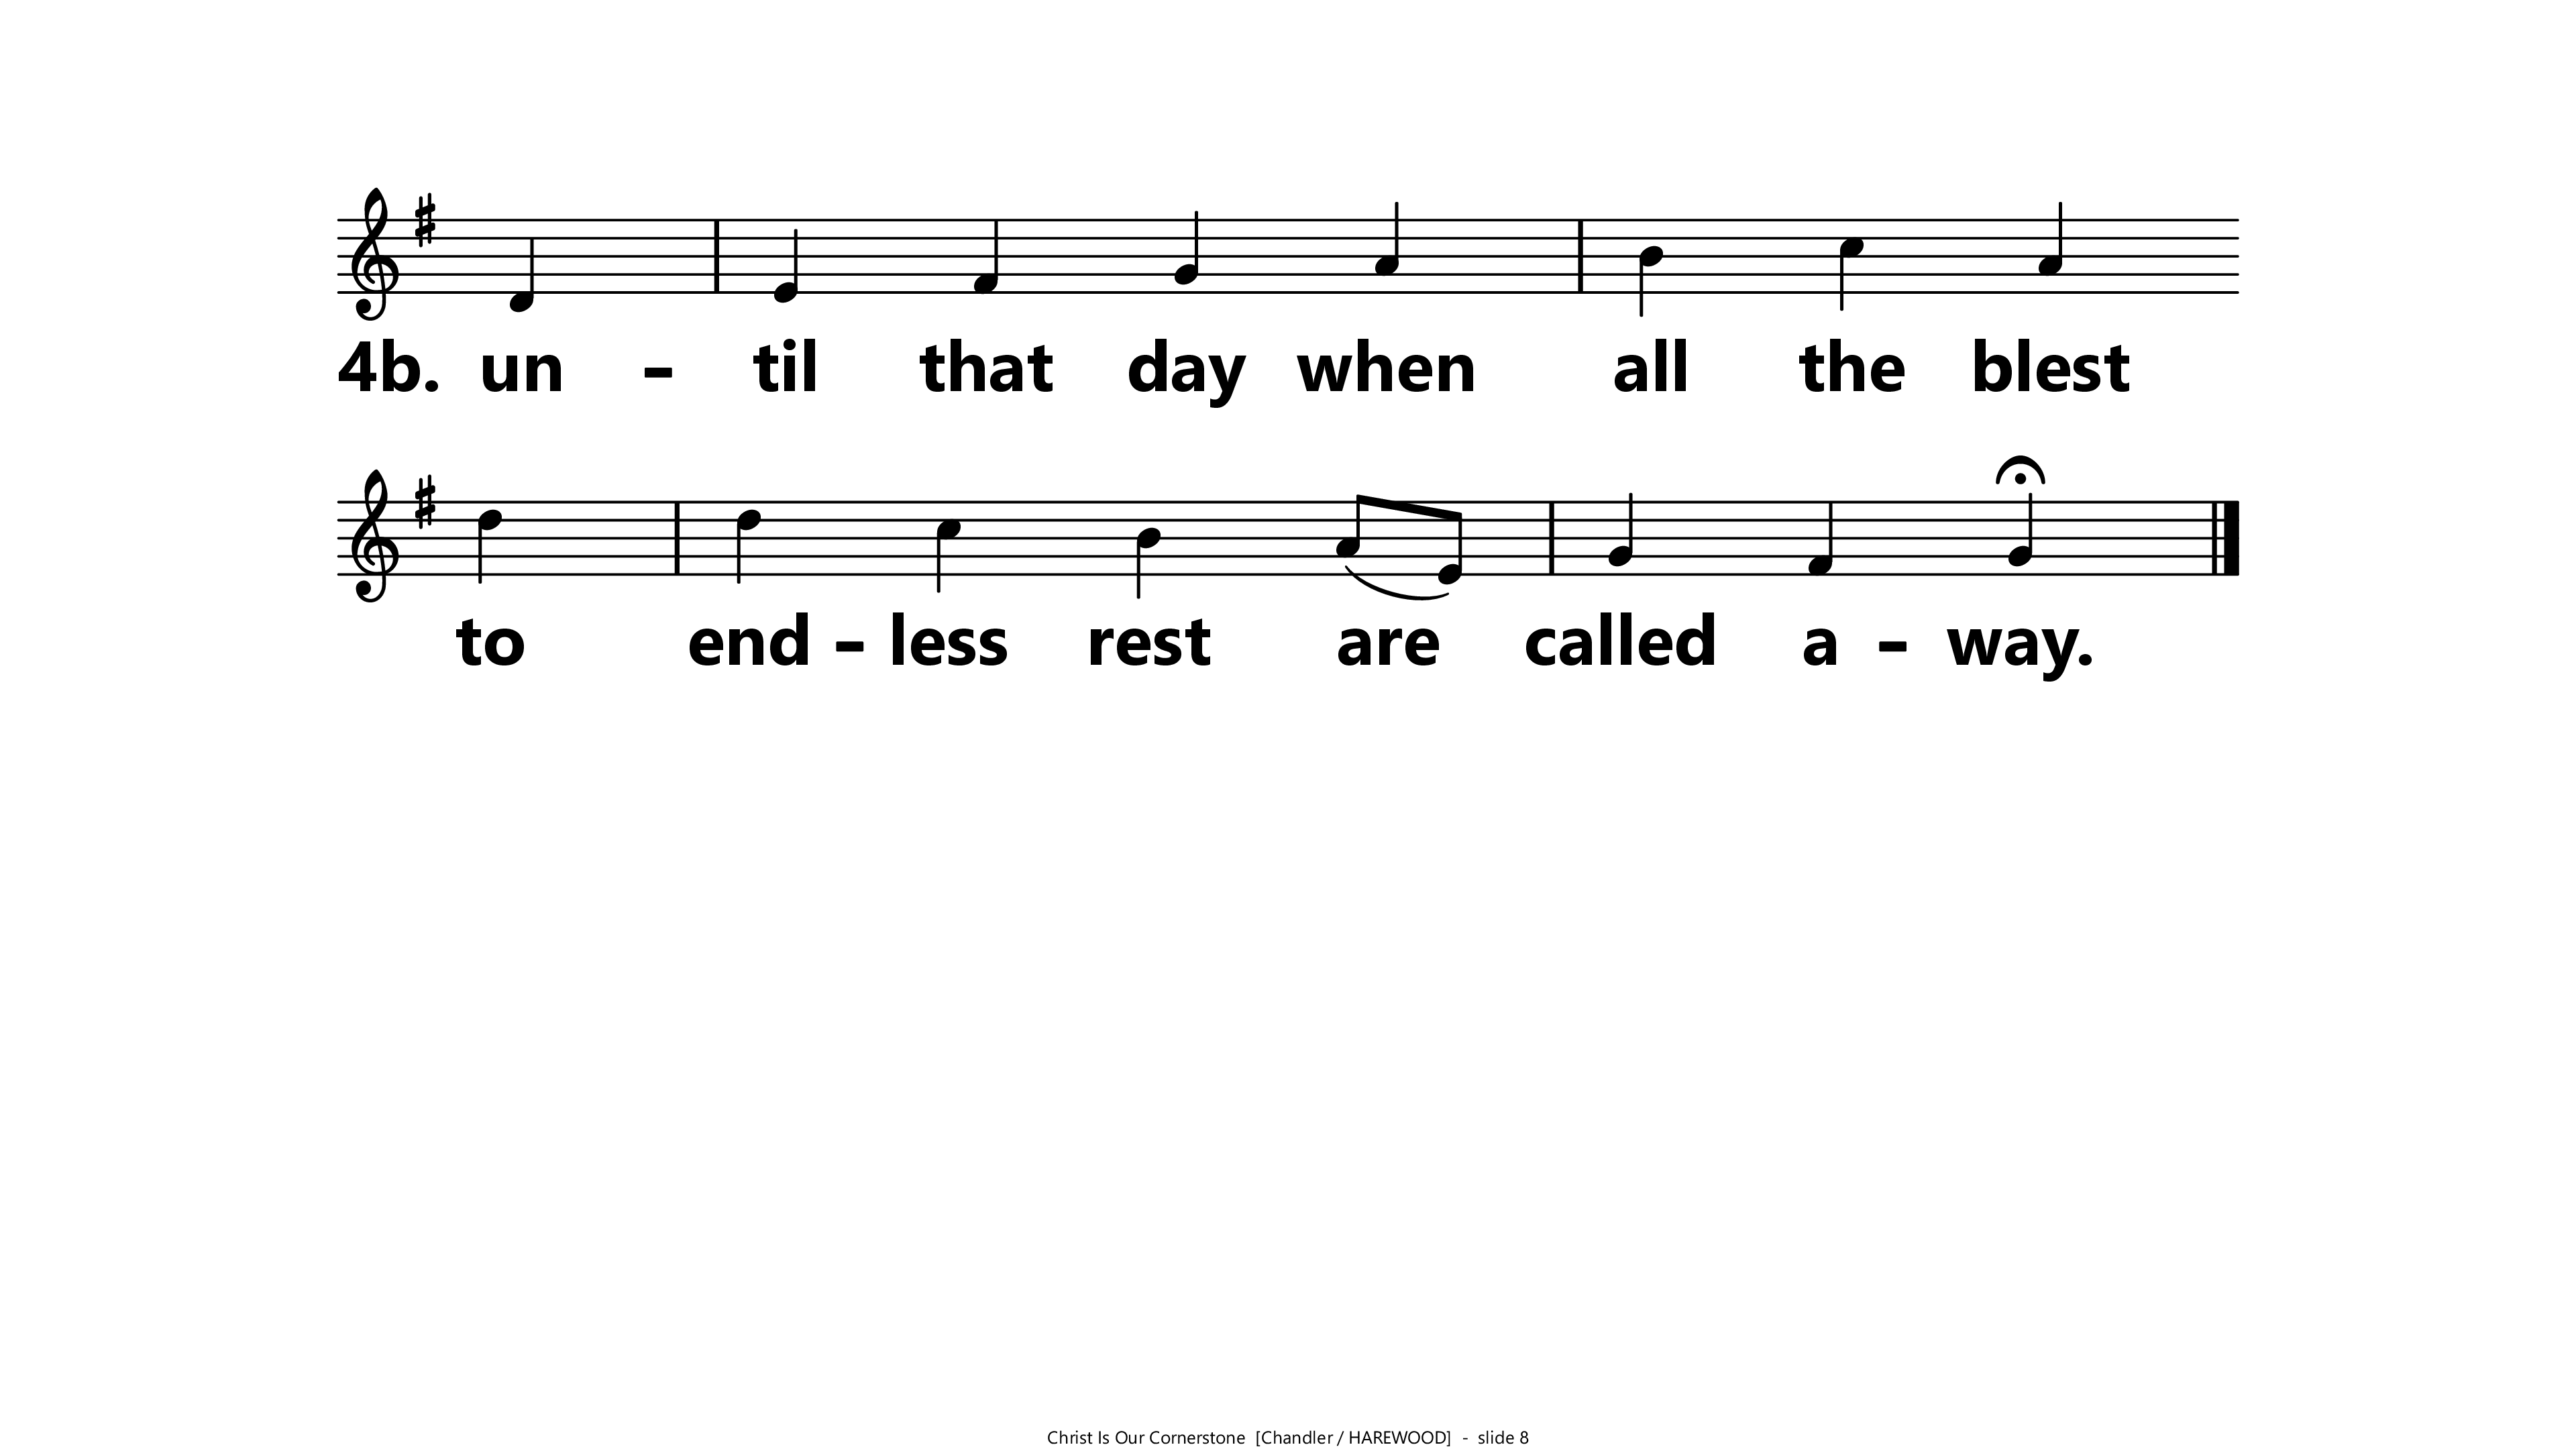 4b. un - til that day when all the blest
to end - less rest are called a - way.
Christ Is Our Cornerstone [Chandler / HAREWOOD] - slide 8